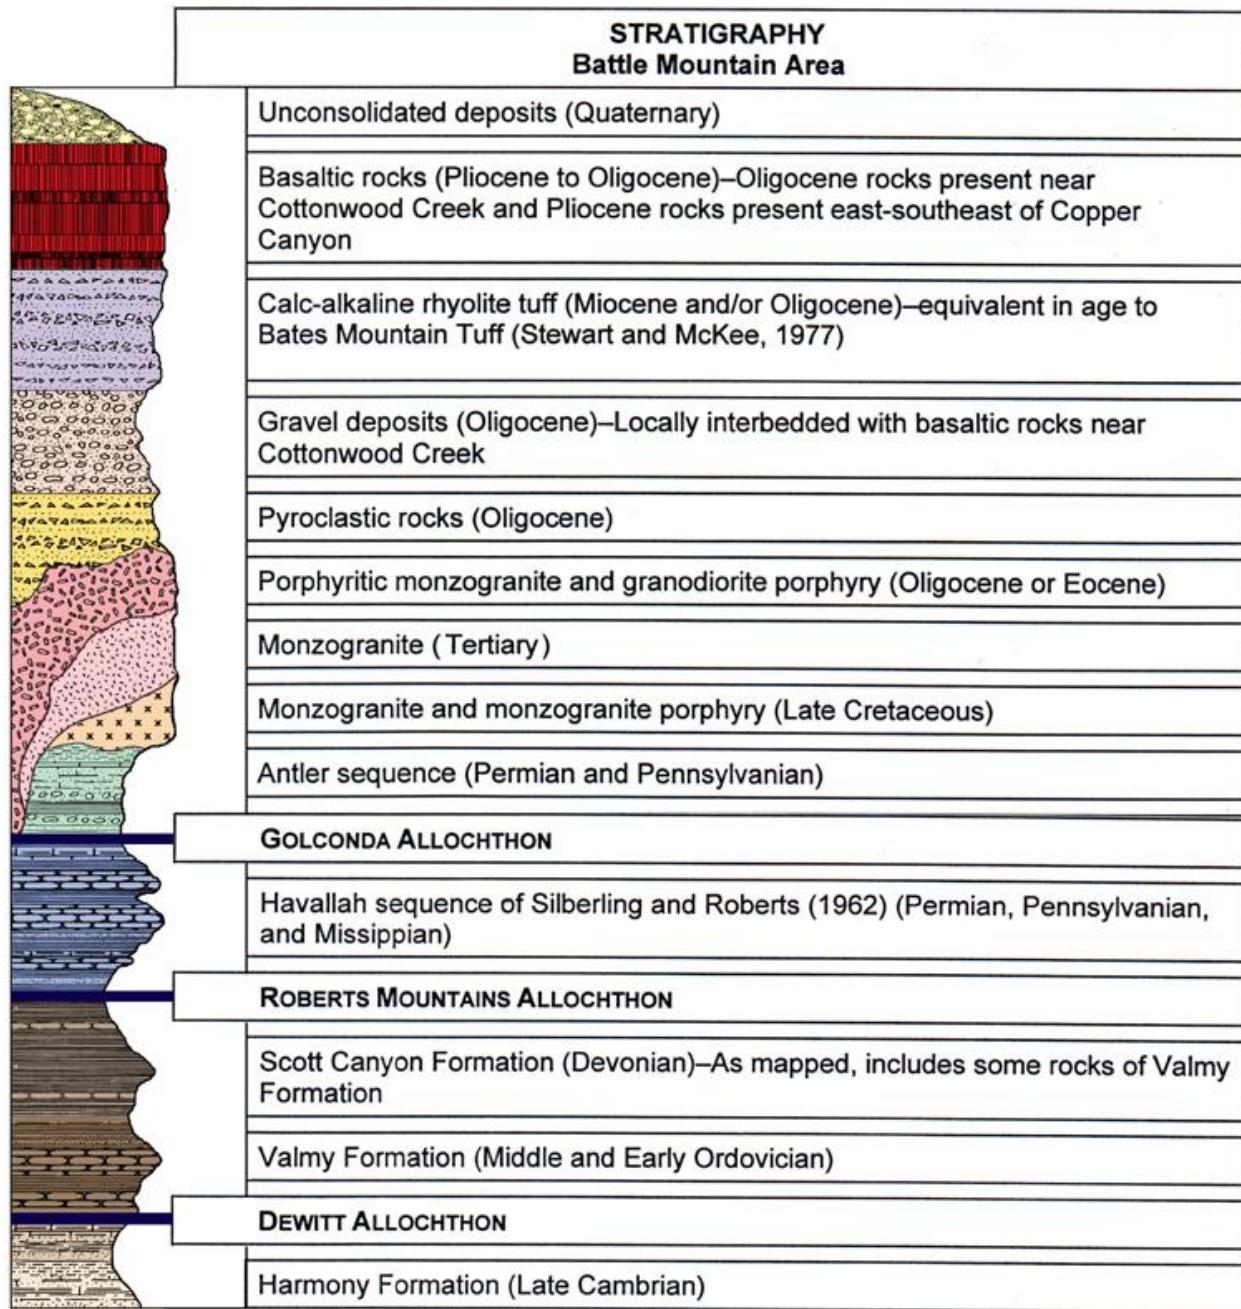 STRATIGRAPHY
Battle Mountain Area
Unconsolidated deposits (Quaternary)
Basaltic rocks (Pliocene to Oligocene)–Oligocene rocks present near
Cottonwood Creek and Pliocene rocks present east-southeast of Copper
Canyon
Calc-alkaline rhyolite tuff (Miocene and/or Oligocene)–equivalent in age to
Bates Mountain Tuff (Stewart and McKee, 1977)
Gravel deposits (Oligocene)–Locally interbedded with basaltic rocks near
Cottonwood Creek
Pyroclastic rocks (Oligocene)
Porphyritic monzogranite and granodiorite porphyry (Oligocene or Eocene)
Monzogranite (Tertiary)
Monzogranite and monzogranite porphyry (Late Cretaceous)
Antler sequence (Permian and Pennsylvanian)
GOLCONDA ALLOCHTHON
Havallah sequence of Silberling and Roberts (1962) (Permian, Pennsylvanian,
and Missippian)
ROBERTS MOUNTAINS ALLOCHTHON
Scott Canyon Formation (Devonian)–As mapped, includes some rocks of Valmy
Formation
Valmy Formation (Middle and Early Ordovician)
DEWITT ALLOCHTHON
Harmony Formation (Late Cambrian)